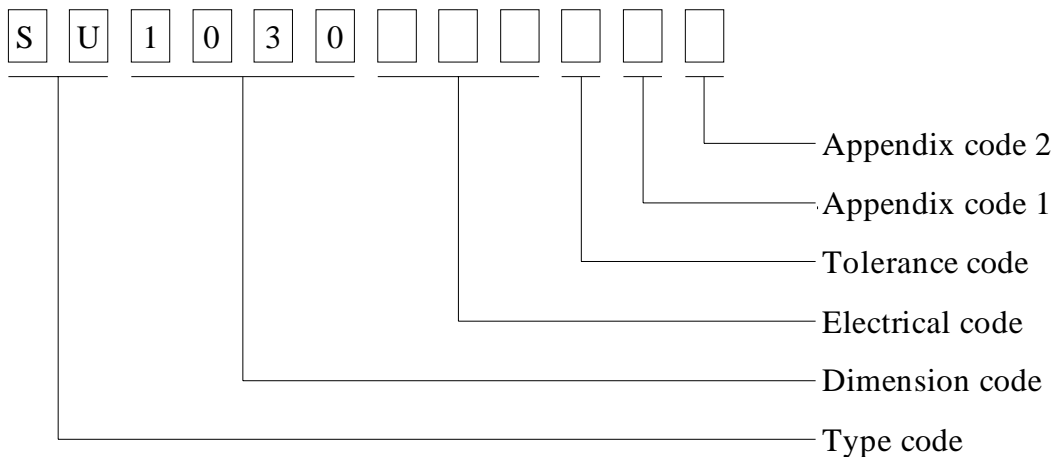 S U 1 0 3 0
Appendix code 2
Appendix code 1
Tolerance code
Electrical code
Dimension code
Type code